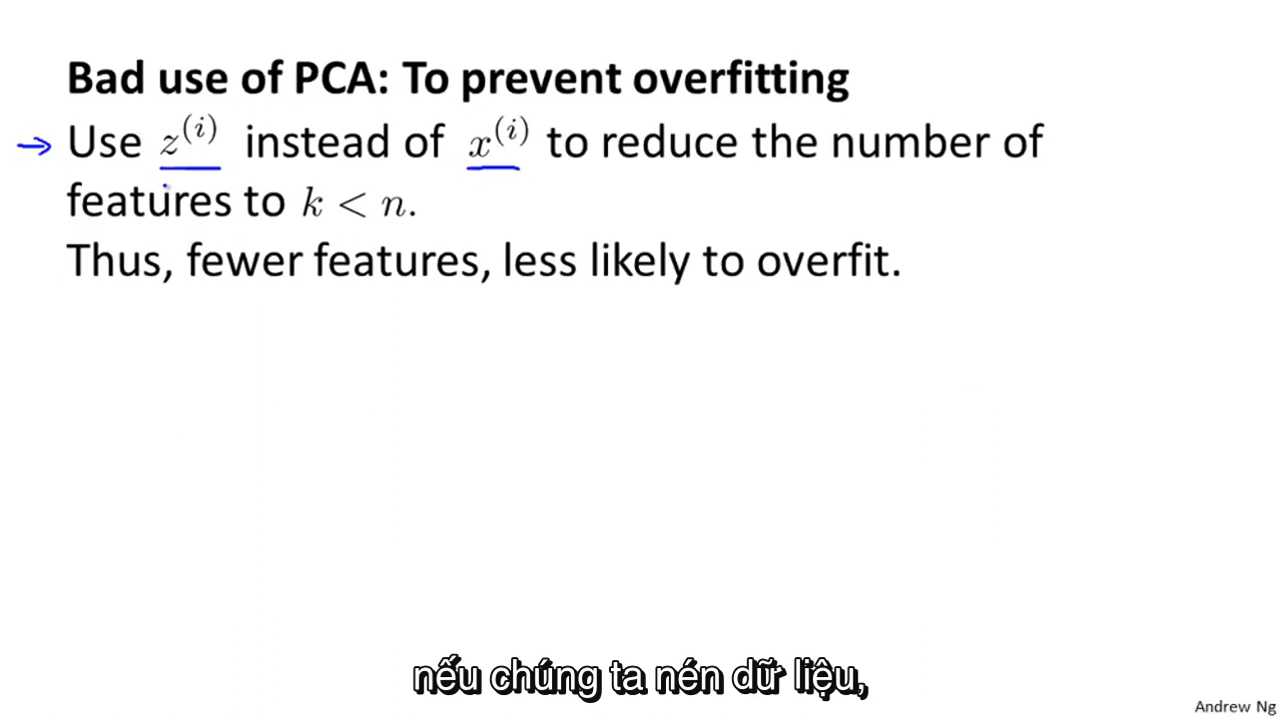 Bad use of PCA: To prevent overfitting
→ Use z^(i) instead of x^(i) to reduce the number of
features to k < n.
Thus, fewer features, less likely to overfit.
nếu chúng ta nén dữ liệu,
Andrew Ng